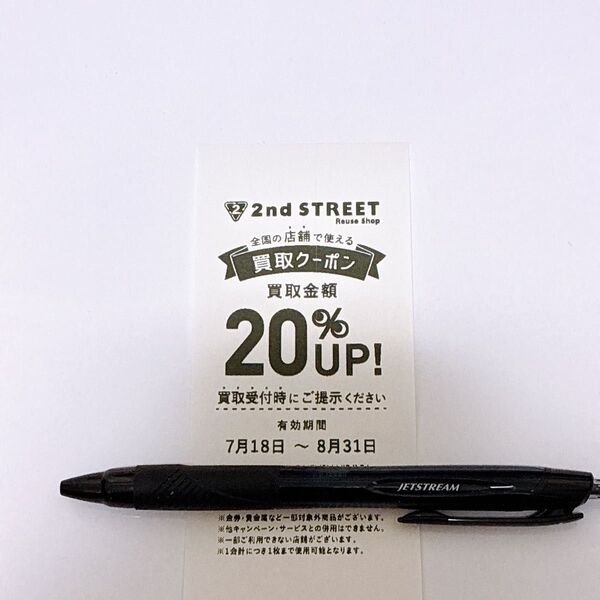 2nd STREET
Reuse Shop
全国の店舗で使える
買取クーポン
買取金額
20%UP!
買取受付時にご提示ください
有効期間
7月18日 ～ 8月31日
JETSTREAM
※金券・貴金属など一部対象外商品がございます。
※他キャンペーン・サービスとの併用はできません。
※一部ご利用できない店舗がございます。
※1会計につき1枚まで使用可能となります。